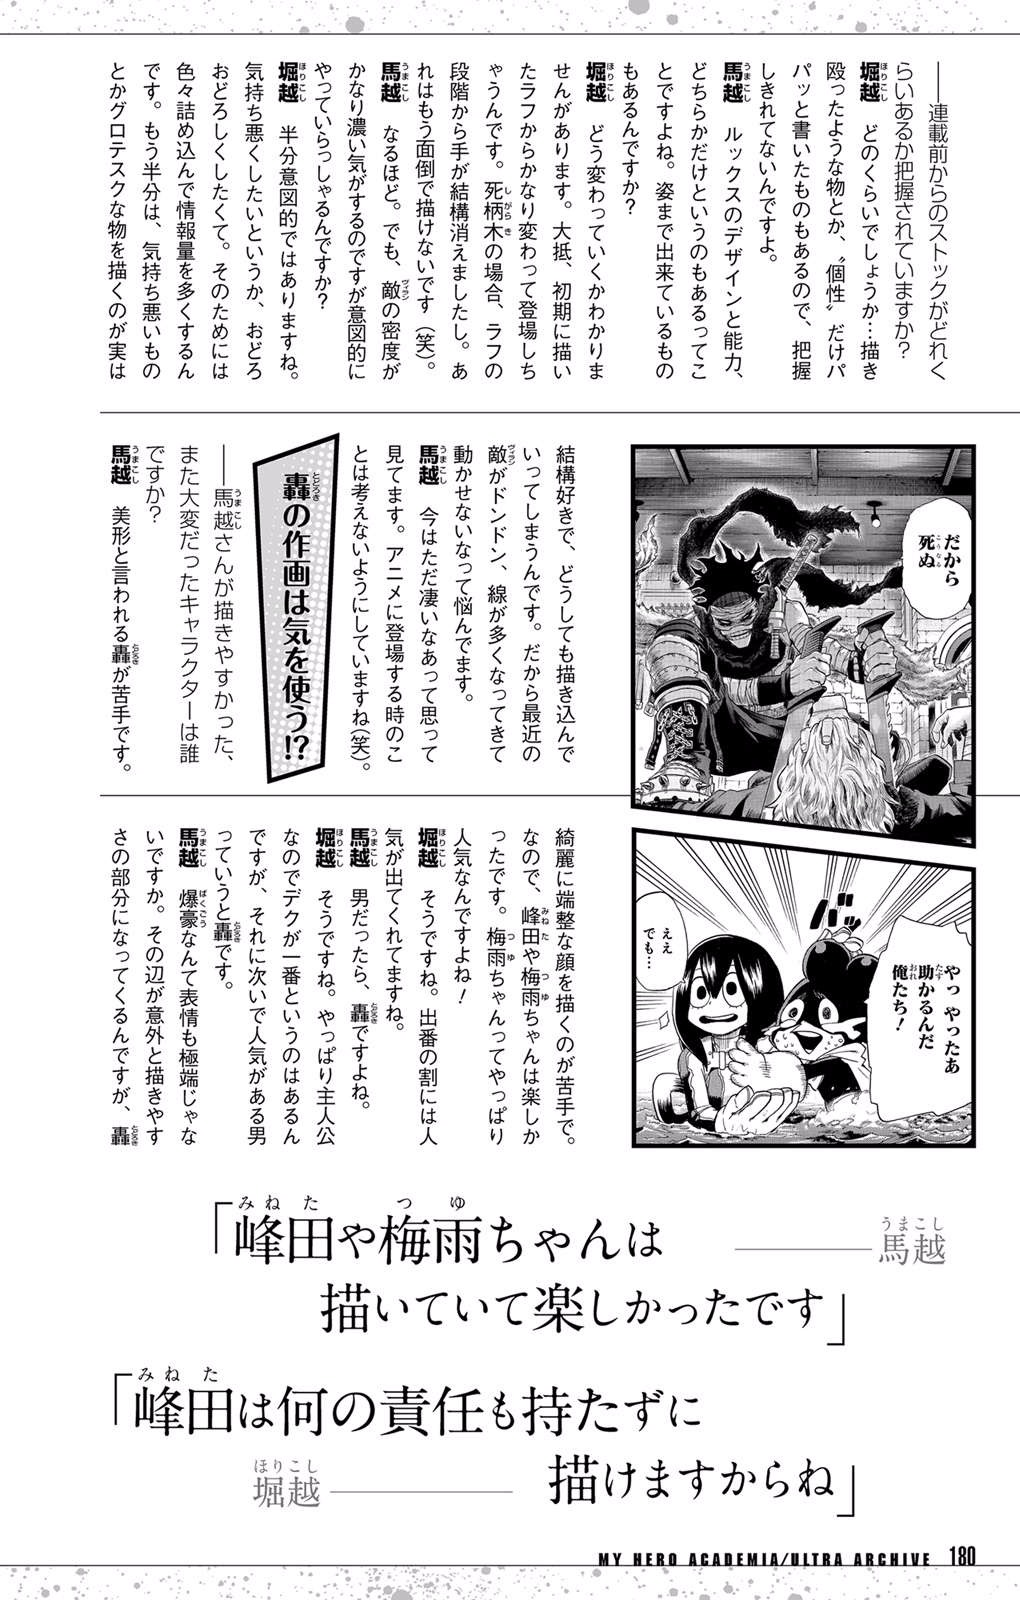 ――連載前からのストックがどれく
らいあるか把握されていますか?
堀越 どのくらいでしょうか…描き
殴ったような物とか、〝個性〟だけパ
パッと書いたものもあるので、把握
しきれてないんですよ。
馬越 ルックスのデザインと能力、
どちらかだけというのもあるってこ
とですよね。姿まで出来ているもの
もあるんですか?
堀越 どう変わっていくかわかりま
せんがあります。大抵、初期に描い
たラフからかなり変わって登場しち
ゃうんです。死柄木の場合、ラフの
段階から手が結構消えましたし。あ
れはもう面倒で描けないです(笑)。
馬越 なるほど。でも、敵の密度が
かなり濃い気がするのですが意図的に
やっていらっしゃるんですか?
堀越 半分意図的ではありますね。
気持ち悪くしたいというか、おどろ
おどろしくしたくて。そのためには
色々詰め込んで情報量を多くするん
です。もう半分は、気持ち悪いもの
とかグロテスクな物を描くのが実は
だから
死ぬ
こうなる
結構好きで、どうしても描き込んで
いってしまうんです。だから最近の
敵がドンドン、線が多くなってきて
動かせないなって悩んでます。
馬越 今はただ凄いなあって思って
見てます。アニメに登場する時のこ
とは考えないようにしていますね(笑)。
轟の作画は気を使う!?
――馬越さんが描きやすかった、
また大変だったキャラクターは誰
ですか?
馬越 美形と言われる轟が苦手です。
やっ やったあ
助かるんだ
俺たち!
ええ
でも…
綺麗に端整な顔を描くのが苦手で。
なので、峰田や梅雨ちゃんは楽しか
ったです。梅雨ちゃんってやっぱり
人気なんですよね!
堀越 そうですね。出番の割には人
気が出てくれてますね。
馬越 男だったら、轟ですよね。
堀越 そうですね。やっぱり主人公
なのでデクが一番というのはあるん
ですが、それに次いで人気がある男
っていうと轟です。
馬越 爆豪なんて表情も極端じゃな
いですか。その辺が意外と描きやす
さの部分になってくるんですが、轟
「峰田や梅雨ちゃんは
描いていて楽しかったです」
――馬越
「峰田は何の責任も持たずに
描けますからね」
堀越――
MY HERO ACADEMIA/ULTRA ARCHIVE 180